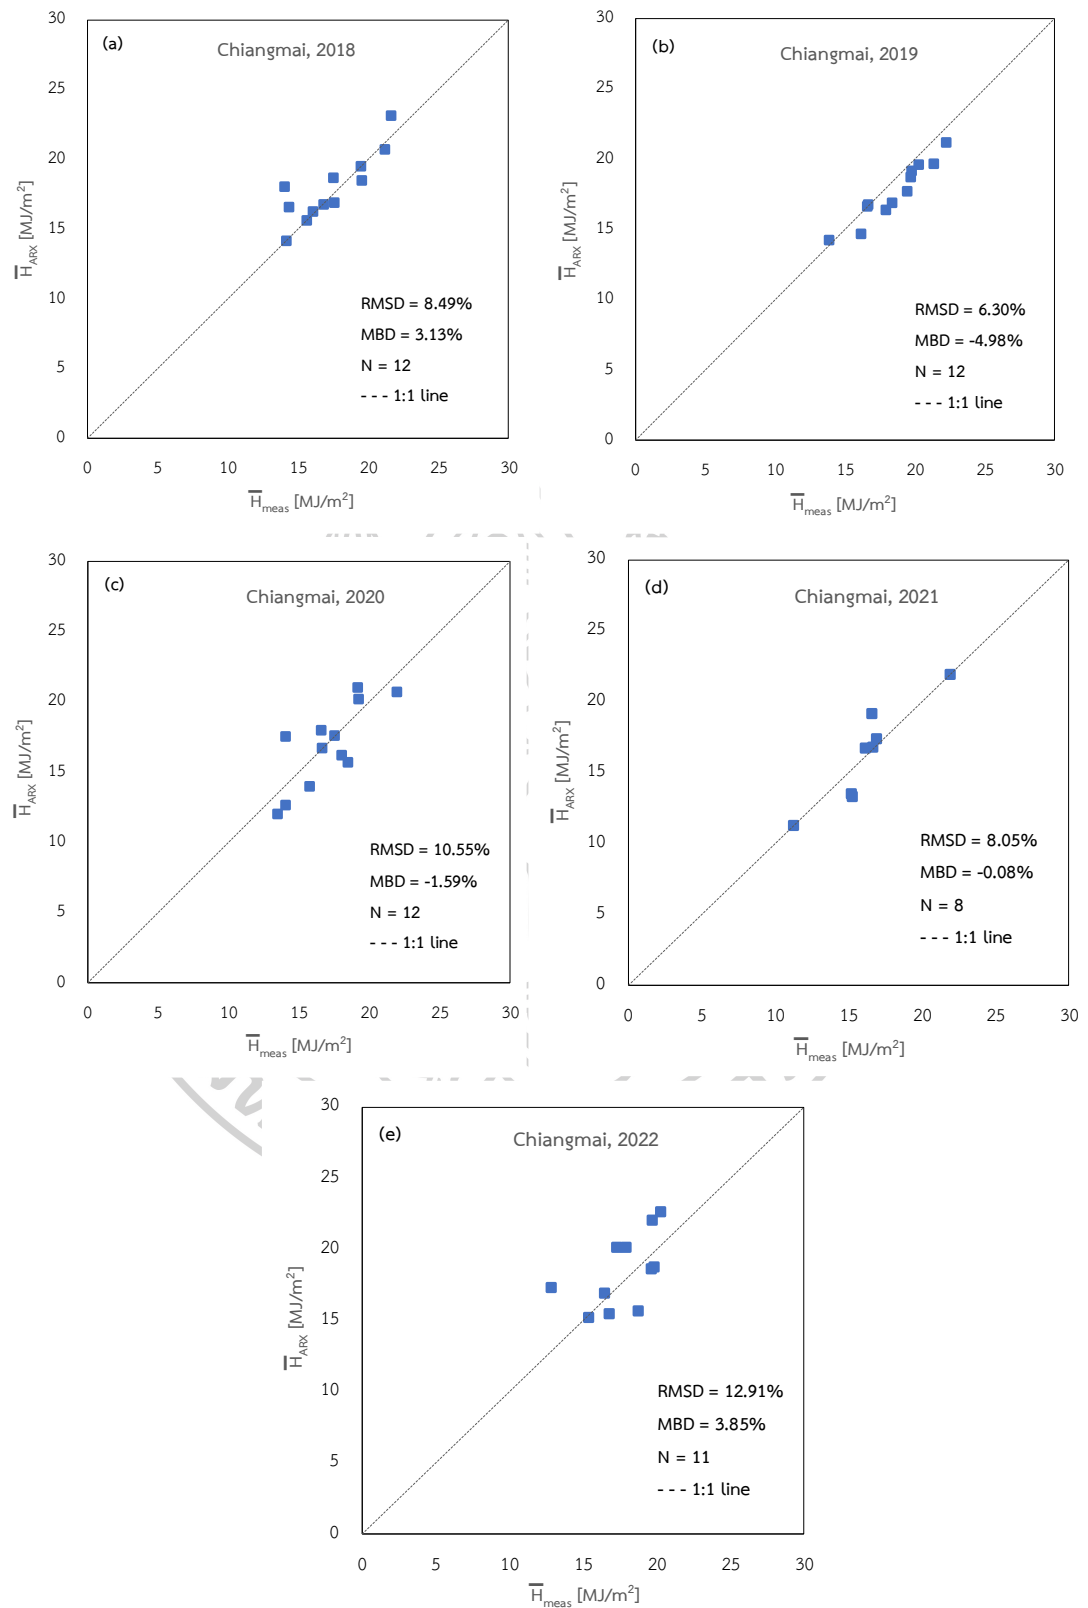 (a)
Chiangmai, 2018
30
25
20
15
10
5
0
H̅ARX [MJ/m²]
RMSD = 8.49%
MBD = 3.13%
N = 12
- - - 1:1 line
0 5 10 15 20 25 30
H̅meas [MJ/m²]
(b)
Chiangmai, 2019
30
25
20
15
10
5
0
H̅ARX [MJ/m²]
RMSD = 6.30%
MBD = -4.98%
N = 12
- - - 1:1 line
0 5 10 15 20 25 30
H̅meas [MJ/m²]
(c)
Chiangmai, 2020
30
25
20
15
10
5
0
H̅ARX [MJ/m²]
RMSD = 10.55%
MBD = -1.59%
N = 12
- - - 1:1 line
0 5 10 15 20 25 30
H̅meas [MJ/m²]
(d)
Chiangmai, 2021
30
25
20
15
10
5
0
H̅ARX [MJ/m²]
RMSD = 8.05%
MBD = -0.08%
N = 8
- - - 1:1 line
0 5 10 15 20 25 30
H̅meas [MJ/m²]
(e)
Chiangmai, 2022
30
25
20
15
10
5
0
H̅ARX [MJ/m²]
RMSD = 12.91%
MBD = 3.85%
N = 11
- - - 1:1 line
0 5 10 15 20 25 30
H̅meas [MJ/m²]